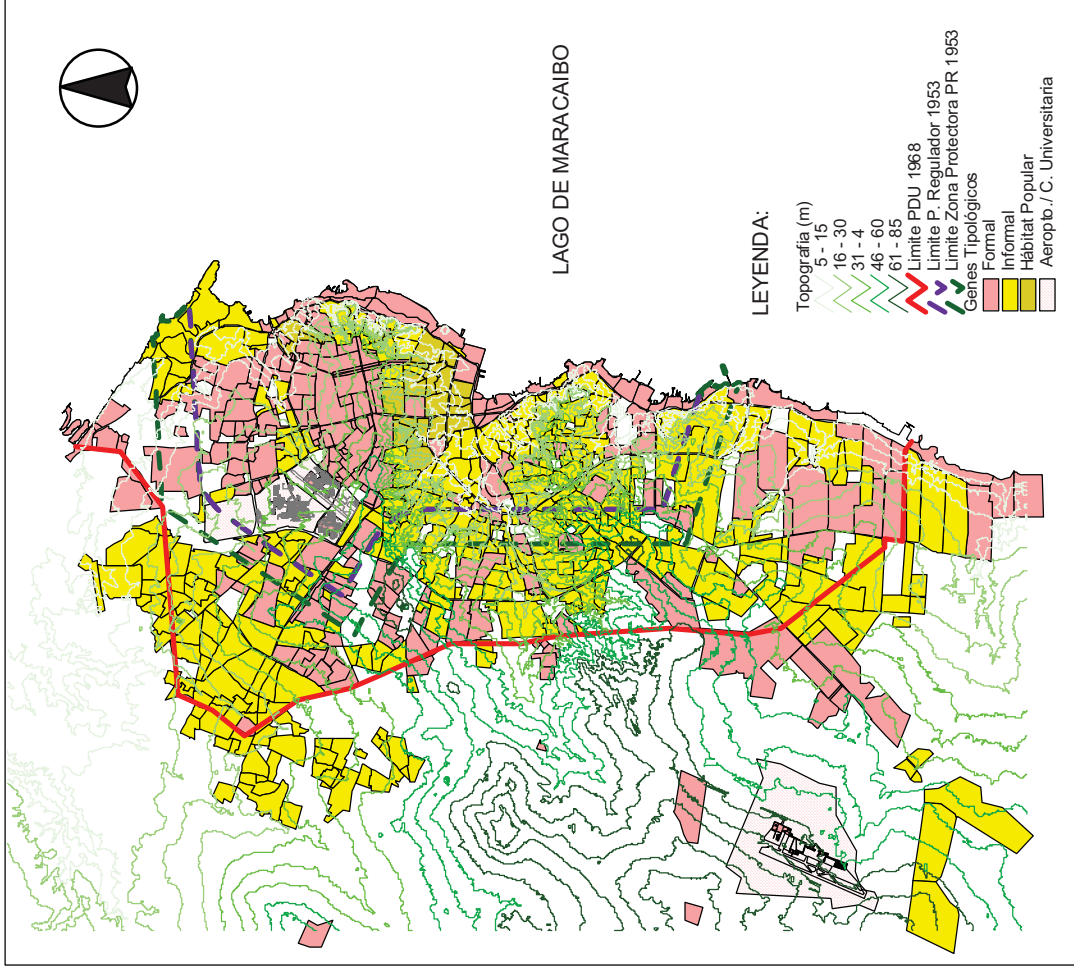 LAGO DE MARACAIBO
LEYENDA:
Topografía (m)
5 - 15
16 - 30
31 - 4
46 - 60
61 - 85
Limite PDU 1968
Limite P. Regulador 1953
Limite Zona Protectora PR 1953
Genes Tipológicos
Formal
Informal
Hábitat Popular
Aeropto./ C. Universitaria